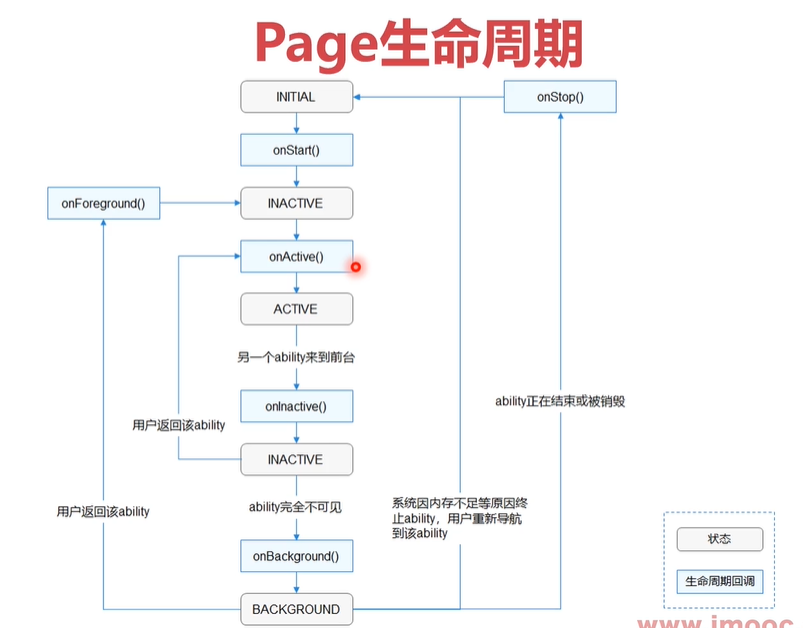 Page生命周期
INITIAL
onStop()
onStart()
onForeground()
INACTIVE
onActive()
ACTIVE
另一个ability来到前台
onInactive()
ability正在结束或被销毁
用户返回该ability
INACTIVE
用户返回该ability
ability完全不可见
系统因内存不足等原因终
止ability，用户重新导航
到该ability
onBackground()
BACKGROUND
状态
生命周期回调
www.imooc